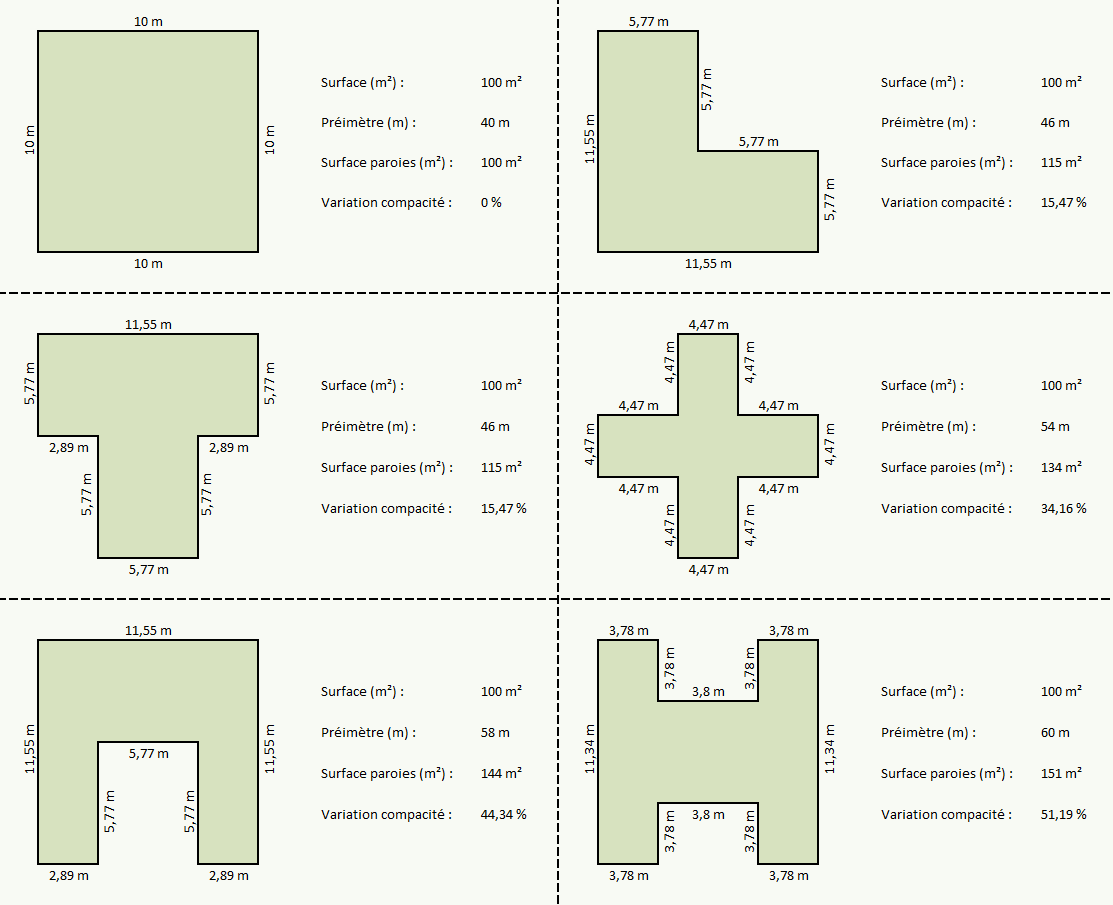 10 m
10 m
10 m
10 m
Surface (m²) : 100 m²
Préimètre (m) : 40 m
Surface paroies (m²) : 100 m²
Variation compacité : 0 %
5,77 m
5,77 m
5,77 m
11,55 m
5,77 m
11,55 m
Surface (m²) : 100 m²
Préimètre (m) : 46 m
Surface paroies (m²) : 115 m²
Variation compacité : 15,47 %
11,55 m
5,77 m
5,77 m
2,89 m
2,89 m
5,77 m
5,77 m
5,77 m
Surface (m²) : 100 m²
Préimètre (m) : 46 m
Surface paroies (m²) : 115 m²
Variation compacité : 15,47 %
4,47 m
4,47 m
4,47 m
4,47 m
4,47 m
4,47 m
4,47 m
4,47 m
4,47 m
4,47 m
4,47 m
4,47 m
Surface (m²) : 100 m²
Préimètre (m) : 54 m
Surface paroies (m²) : 134 m²
Variation compacité : 34,16 %
11,55 m
11,55 m
11,55 m
5,77 m
5,77 m
5,77 m
2,89 m
2,89 m
Surface (m²) : 100 m²
Préimètre (m) : 58 m
Surface paroies (m²) : 144 m²
Variation compacité : 44,34 %
3,78 m
3,78 m
3,78 m
3,78 m
3,8 m
11,34 m
11,34 m
3,8 m
3,78 m
3,78 m
3,78 m
3,78 m
Surface (m²) : 100 m²
Préimètre (m) : 60 m
Surface paroies (m²) : 151 m²
Variation compacité : 51,19 %